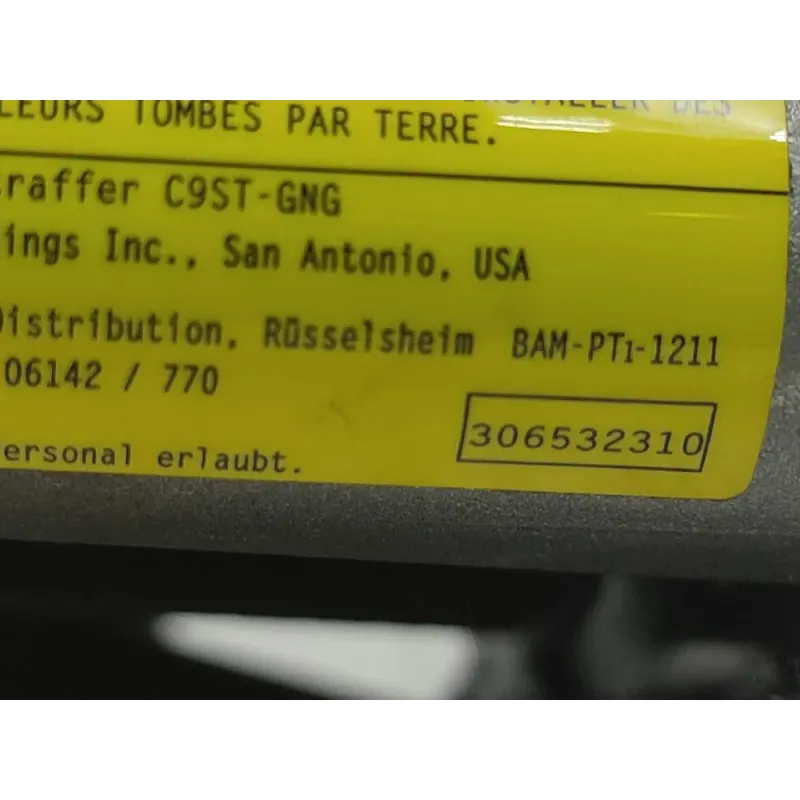 LEURS TOMBES PAR TERRE.
raffer C9ST-GNG
ings Inc., San Antonio, USA
Distribution, Rüsselsheim BAM-PT1-1211
06142 / 770
306532310
ersonal erlaubt.